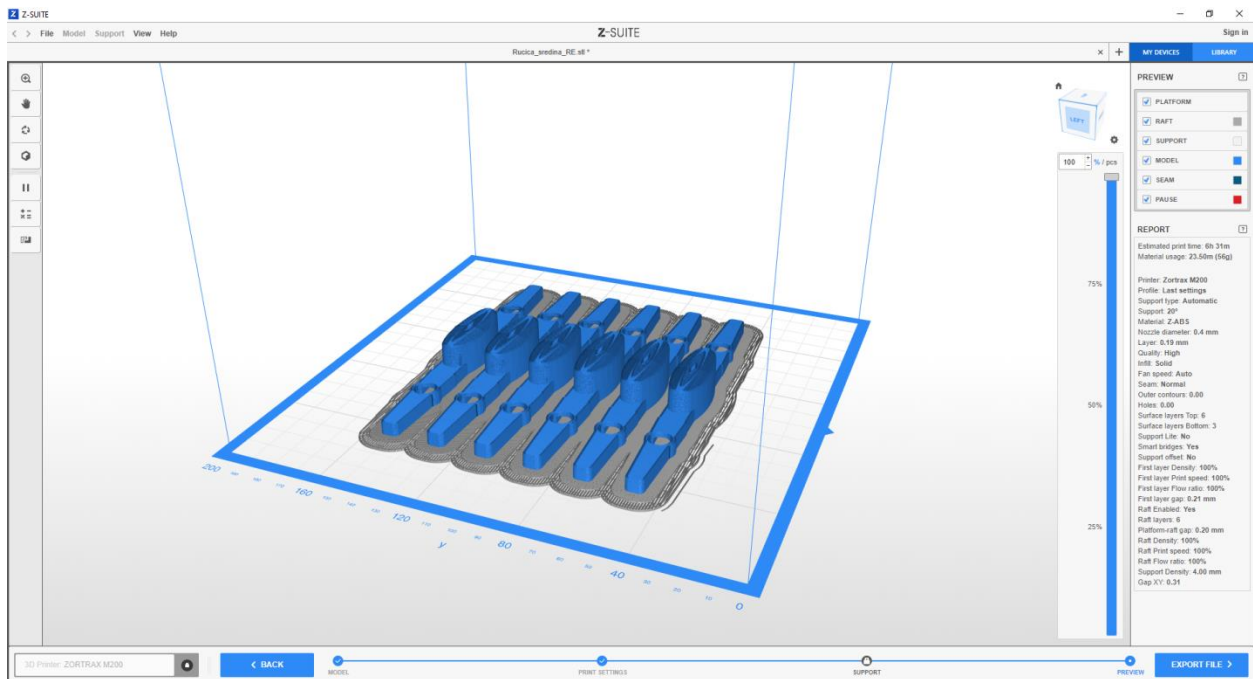 Z-SUITE
File Model Support View Help
Z-SUITE
Sign in
Rucica_sredina_RE.stl *
MY DEVICES
LIBRARY
PREVIEW
PLATFORM
RAFT
SUPPORT
MODEL
SEAM
PAUSE
LEFT
100 % / pcs
75%
50%
25%
REPORT
Estimated print time: 6h 31m
Material usage: 23.50m (56g)
Printer: Zortrax M200
Profile: Last settings
Support type: Automatic
Support: 20°
Material: Z-ABS
Nozzle diameter: 0.4 mm
Layer: 0.19 mm
Quality: High
Infill: Solid
Fan speed: Auto
Seam: Normal
Outer contours: 0.00
Holes: 0.00
Surface layers Top: 6
Surface layers Bottom: 3
Support Lite: No
Smart bridges: Yes
Support offset: No
First layer Density: 100%
First layer Print speed: 100%
First layer Flow ratio: 100%
First layer gap: 0.21 mm
Raft Enabled: Yes
Raft layers: 6
Platform-raft gap: 0.20 mm
Raft Density: 100%
Raft Print speed: 100%
Raft Flow ratio: 100%
Support Density: 4.00 mm
Gap XY: 0.31
200 160 120 80 40 0
y
3D Printer: ZORTRAX M200
BACK
MODEL
PRINT SETTINGS
SUPPORT
PREVIEW
EXPORT FILE